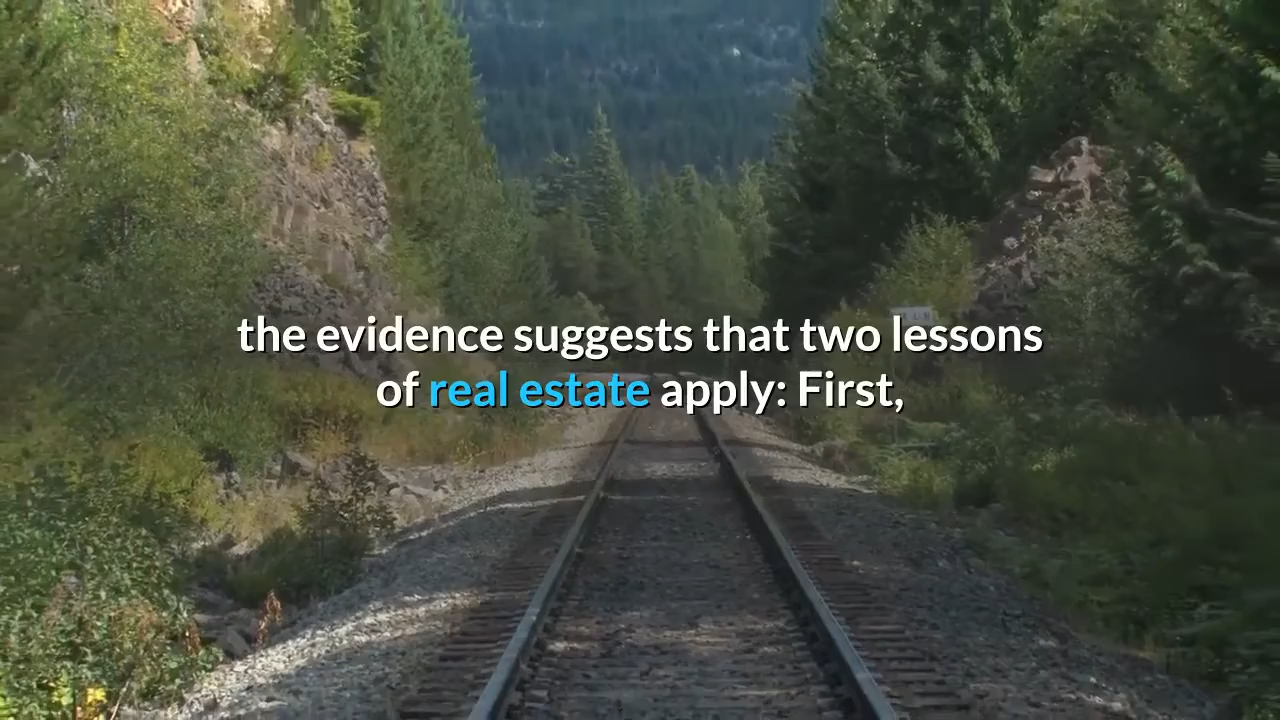 the evidence suggests that two lessons
of real estate apply: First,